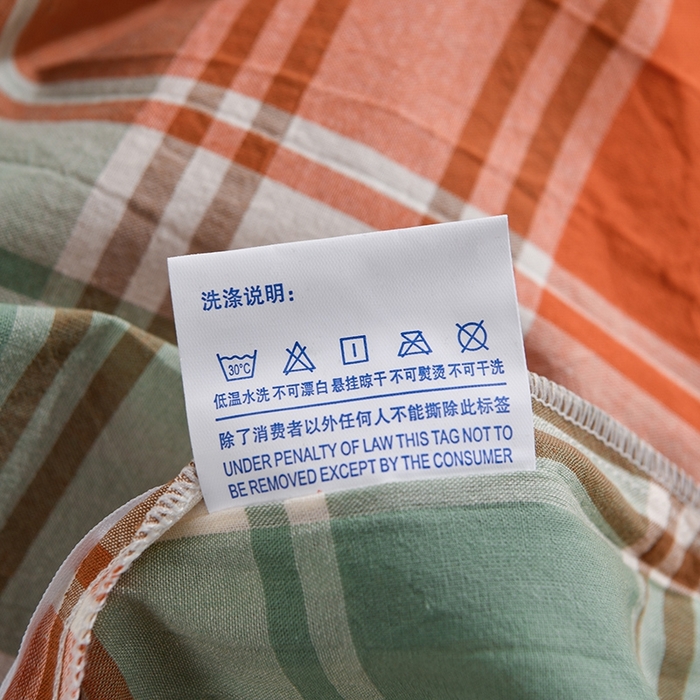 洗涤说明：
30°C
低温水洗 不可漂白 悬挂晾干 不可熨烫 不可干洗
除了消费者以外任何人不能撕除此标签
UNDER PENALTY OF LAW THIS TAG NOT TO
BE REMOVED EXCEPT BY THE CONSUMER